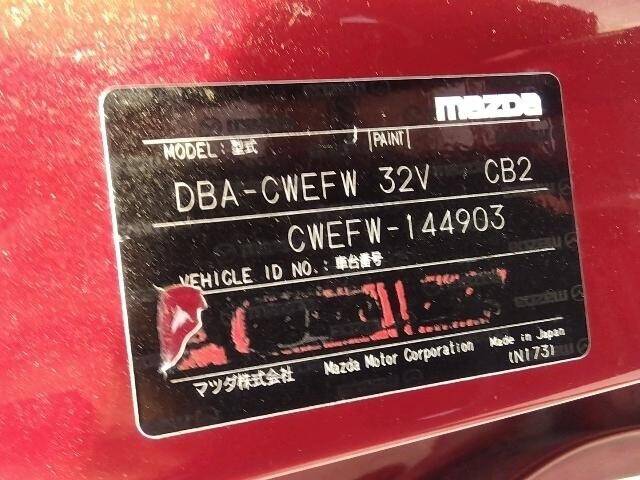 mazda
MODEL: 型式 PAINT
DBA-CWEFW 32V CB2
CWEFW-144903
VEHICLE ID NO.: 車台番号
マツダ株式会社 Mazda Motor Corporation Made in Japan
(N173)